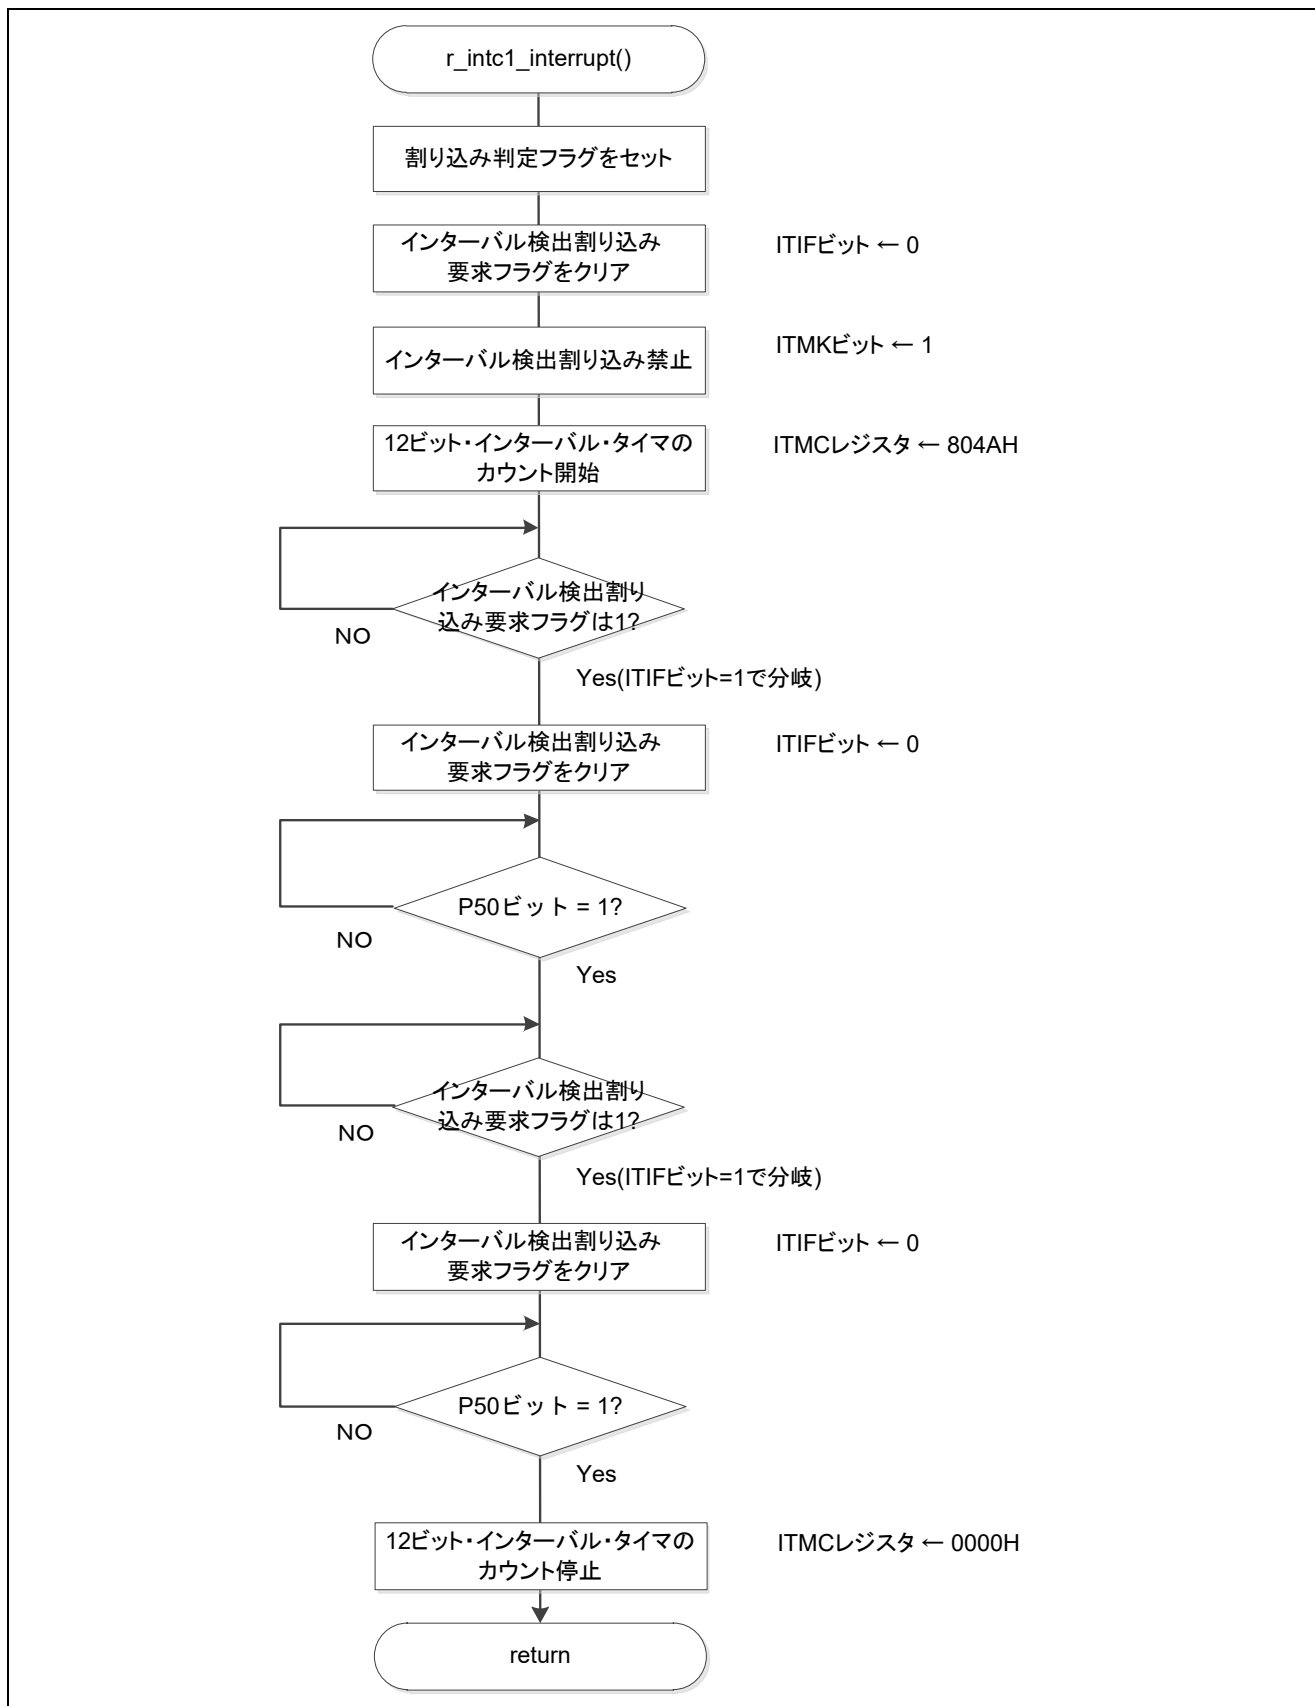 r_intc1_interrupt()
割り込み判定フラグをセット
インターバル検出割り込み
要求フラグをクリア
ITIFビット ← 0
インターバル検出割り込み禁止
ITMKビット ← 1
12ビット・インターバル・タイマの
カウント開始
ITMCレジスタ ← 804AH
インターバル検出割り
込み要求フラグは1?
NO
Yes(ITIFビット=1で分岐)
インターバル検出割り込み
要求フラグをクリア
ITIFビット ← 0
P50ビット = 1?
NO
Yes
インターバル検出割り
込み要求フラグは1?
NO
Yes(ITIFビット=1で分岐)
インターバル検出割り込み
要求フラグをクリア
ITIFビット ← 0
P50ビット = 1?
NO
Yes
12ビット・インターバル・タイマの
カウント停止
ITMCレジスタ ← 0000H
return